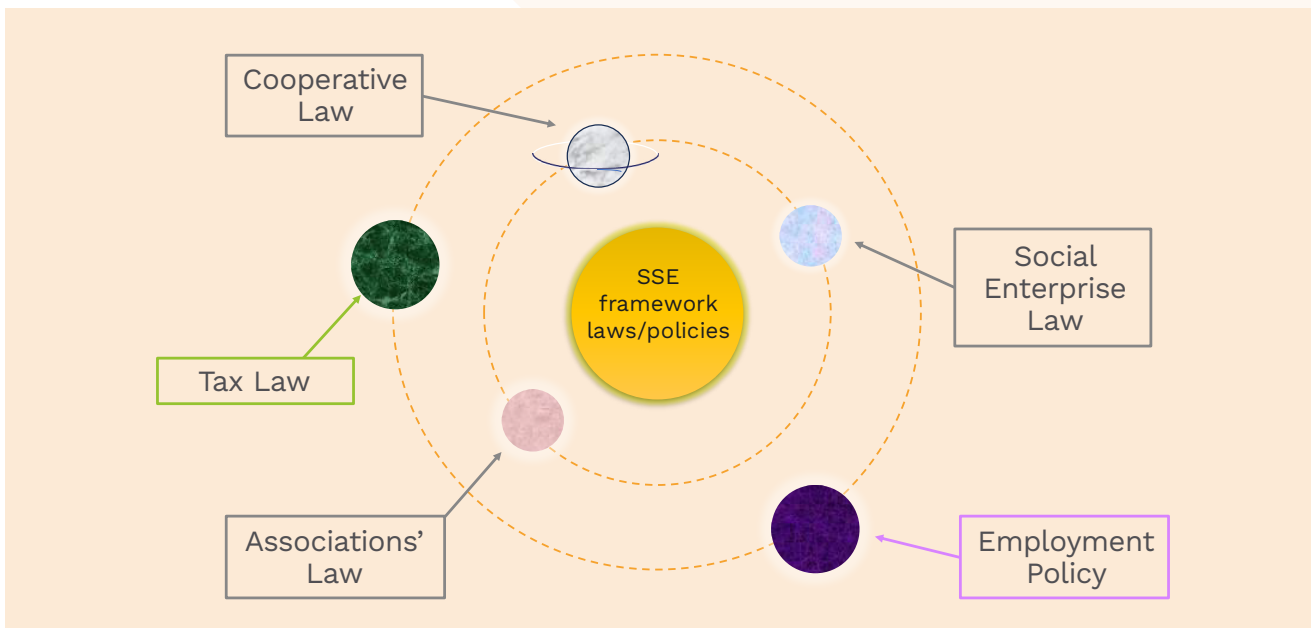 Cooperative
Law
SSE
framework
laws/policies
Social
Enterprise
Law
Tax Law
Associations’
Law
Employment
Policy